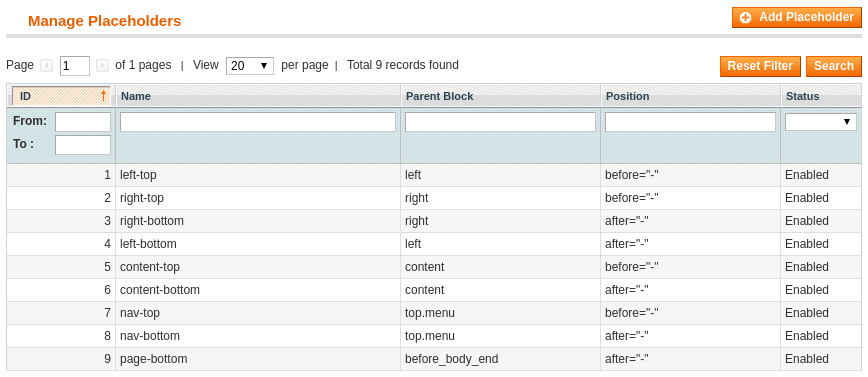 Manage Placeholders
Add Placeholder
Page 1 of 1 pages | View 20 per page | Total 9 records found
Reset Filter Search
ID Name Parent Block Position Status
From:
To :
1 left-top left before="-" Enabled
2 right-top right before="-" Enabled
3 right-bottom right after="-" Enabled
4 left-bottom left after="-" Enabled
5 content-top content before="-" Enabled
6 content-bottom content after="-" Enabled
7 nav-top top.menu before="-" Enabled
8 nav-bottom top.menu after="-" Enabled
9 page-bottom before_body_end after="-" Enabled